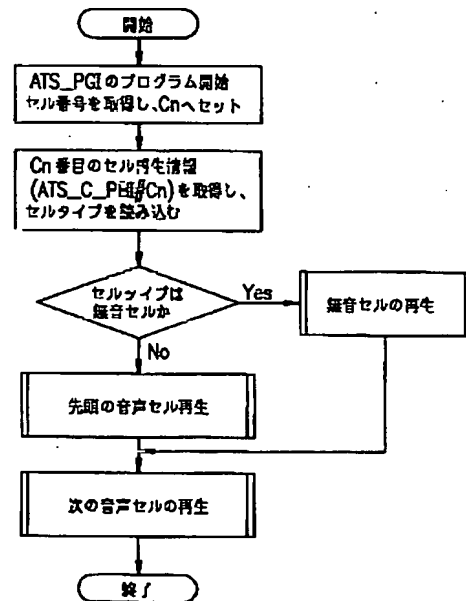 開始
ATS_PGIのプログラム開始
セル番号を取得し、Cnへセット
Cn番目のセル再生情報
(ATS_C_PBI#Cn)を取得し、
セルタイプを読み込む
セルタイプは
無音セルか
Yes
無音セルの再生
No
先頭の音声セル再生
次の音声セルの再生
終了